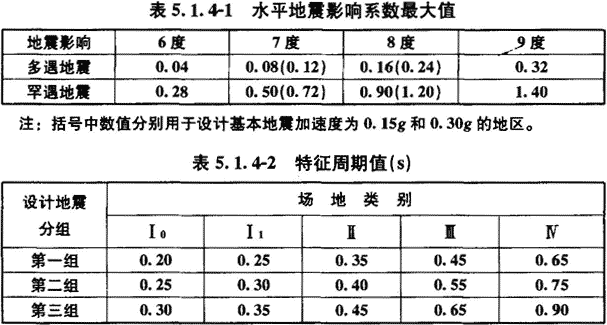 表 5.1.4-1 水平地震影响系数最大值
地震影响 6度 7度 8度 9度
多遇地震 0.04 0.08(0.12) 0.16(0.24) 0.32
罕遇地震 0.28 0.50(0.72) 0.90(1.20) 1.40
注：括号中数值分别用于设计基本地震加速度为 0.15g 和 0.30g 的地区。
表 5.1.4-2 特征周期值(s)
设计地震分组 场地类别
Ⅰ₀ Ⅰ₁ Ⅱ Ⅲ Ⅳ
第一组 0.20 0.25 0.35 0.45 0.65
第二组 0.25 0.30 0.40 0.55 0.75
第三组 0.30 0.35 0.45 0.65 0.90